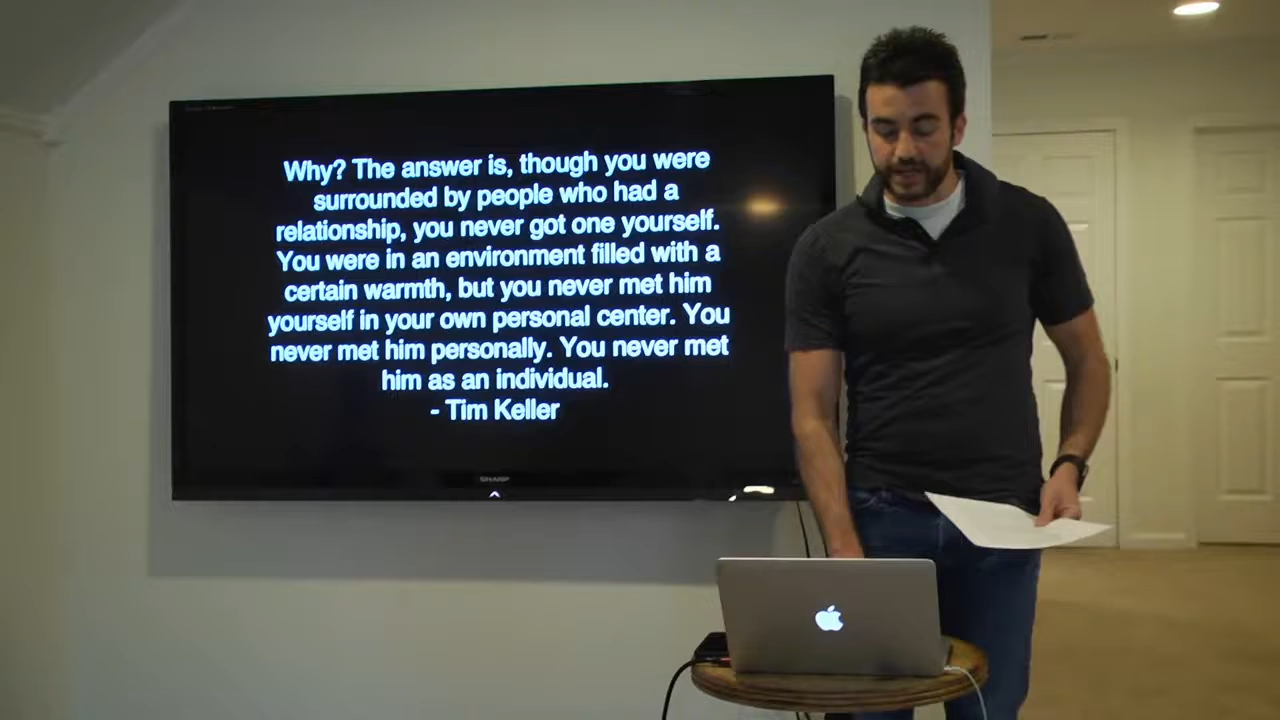 Why? The answer is, though you were
surrounded by people who had a
relationship, you never got one yourself.
You were in an environment filled with a
certain warmth, but you never met him
yourself in your own personal center. You
never met him personally. You never met
him as an individual.
- Tim Keller
SHARP